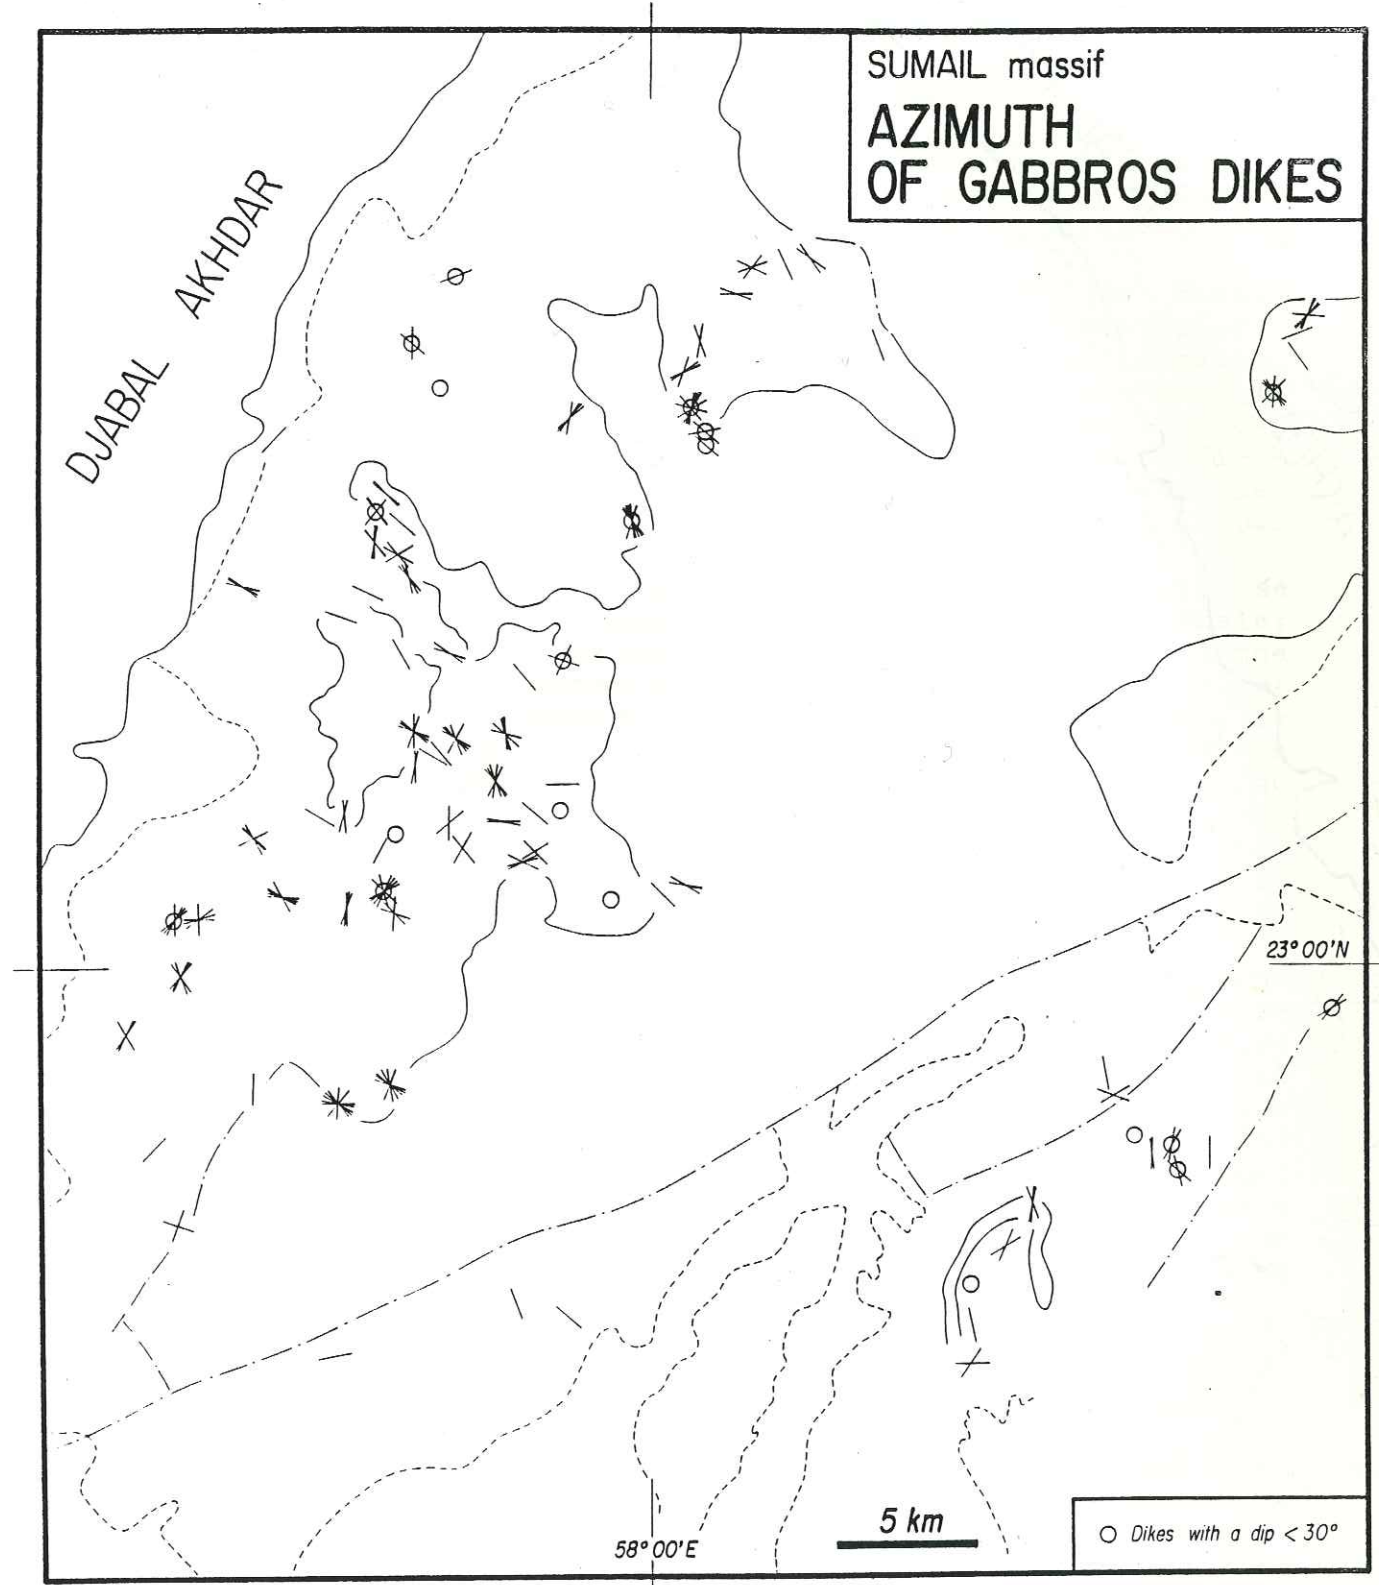 SUMAIL massif
AZIMUTH
OF GABBROS DIKES
DJABAL AKHDAR
23°00'N
58°00'E
5 km
Dikes with a dip < 30°